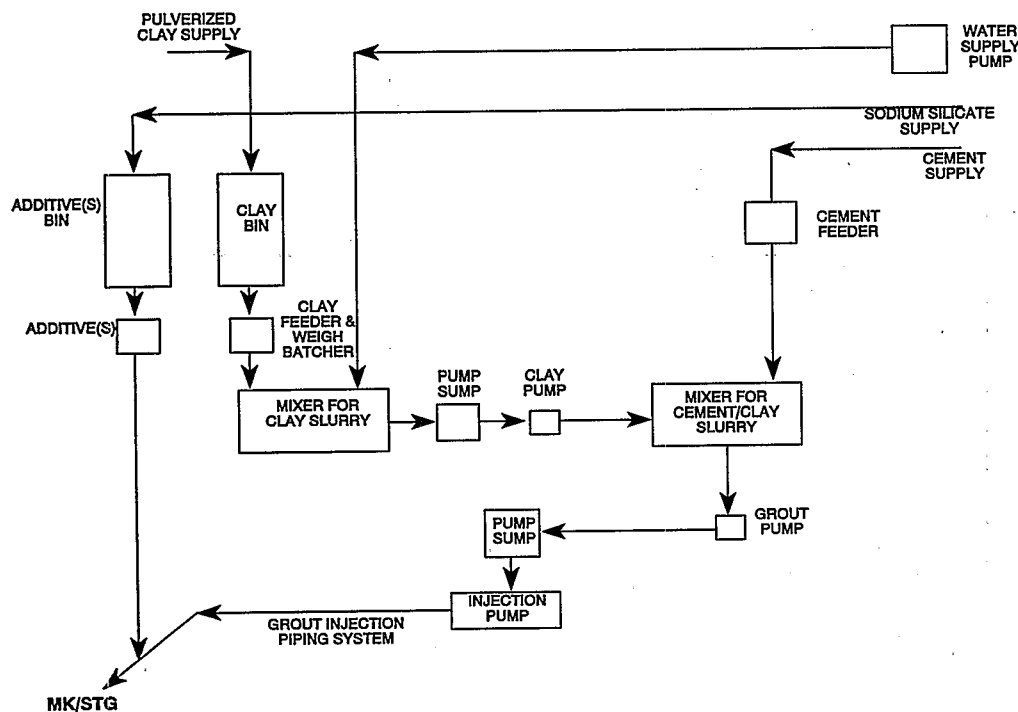 PULVERIZED
CLAY SUPPLY
WATER
SUPPLY
PUMP
SODIUM SILICATE
SUPPLY
CEMENT
SUPPLY
ADDITIVE(S)
BIN
CLAY
BIN
CEMENT
FEEDER
ADDITIVE(S)
CLAY
FEEDER &
WEIGH
BATCHER
PUMP
SUMP
CLAY
PUMP
MIXER FOR
CLAY SLURRY
MIXER FOR
CEMENT/CLAY
SLURRY
PUMP
SUMP
GROUT
PUMP
INJECTION
PUMP
GROUT INJECTION
PIPING SYSTEM
MK/STG